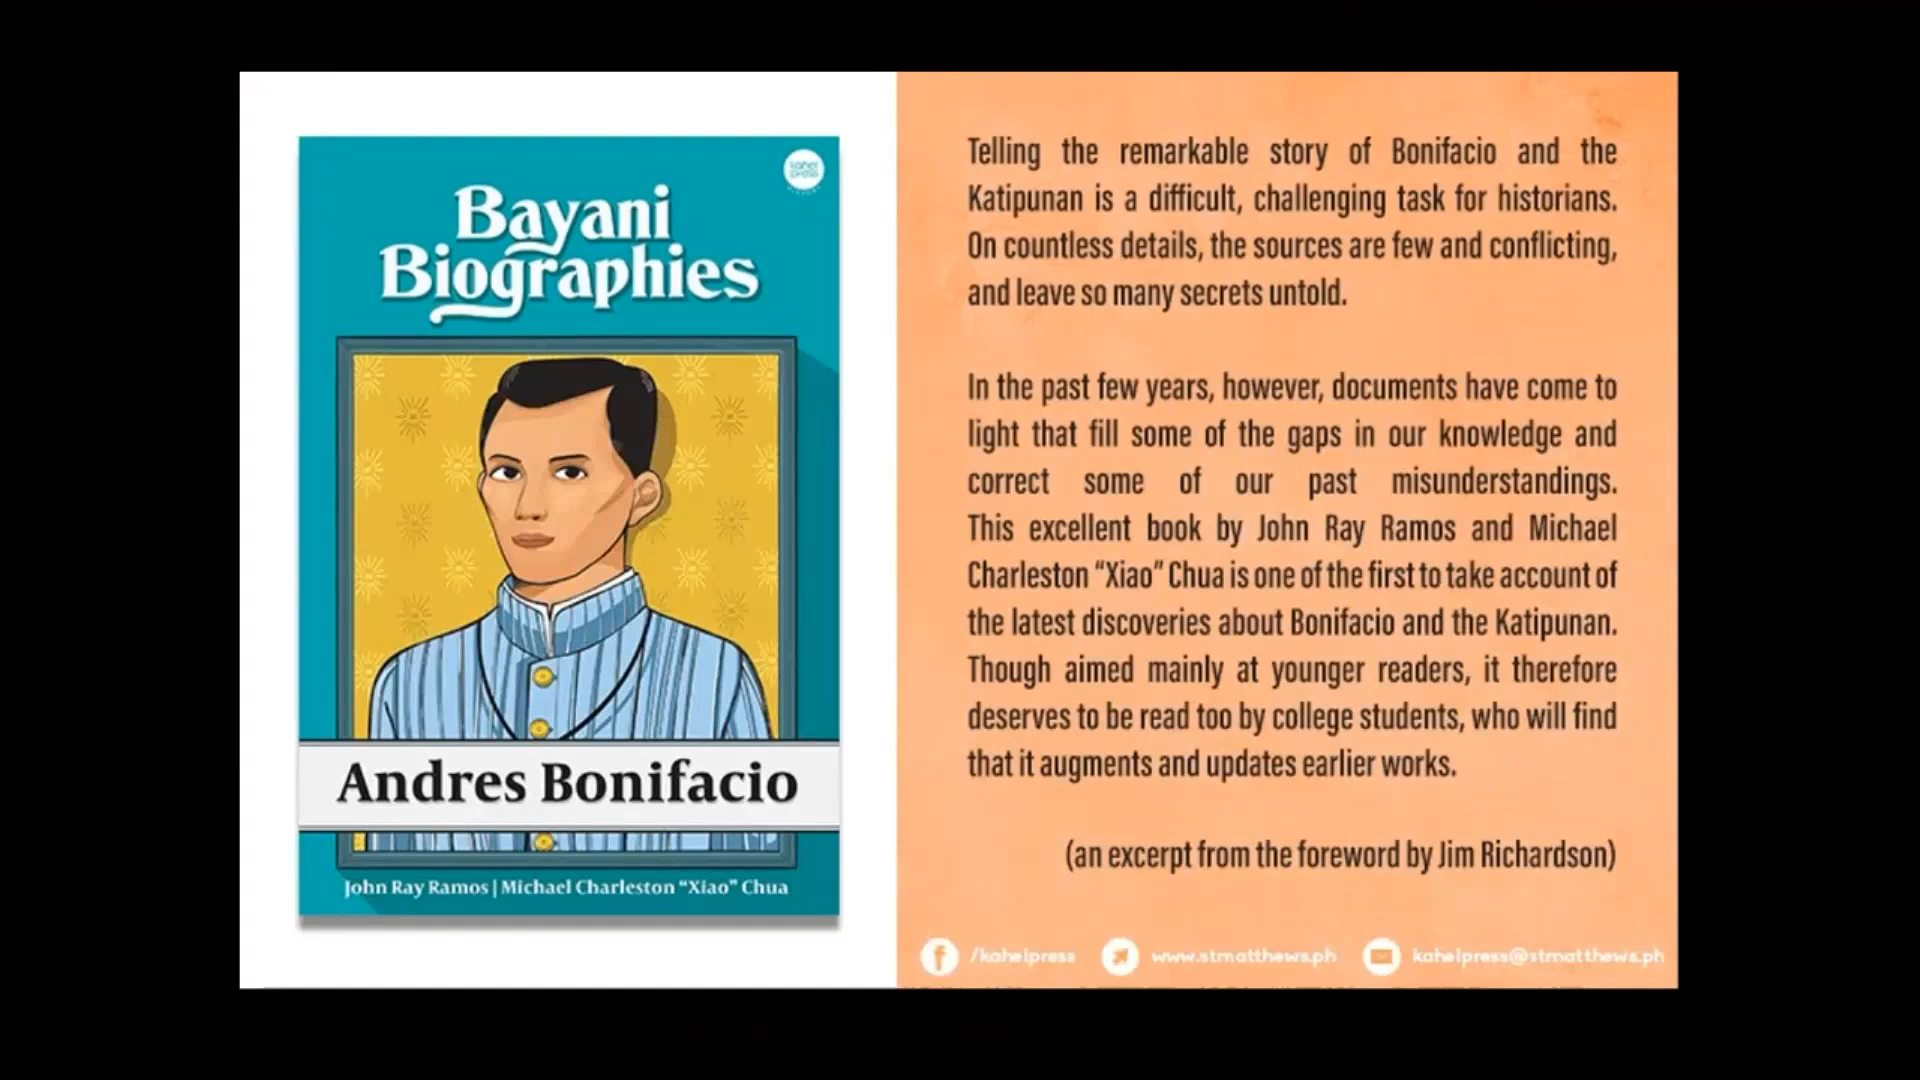 kahel
press
Bayani
Biographies
Andres Bonifacio
John Ray Ramos | Michael Charleston “Xiao” Chua
Telling the remarkable story of Bonifacio and the
Katipunan is a difficult, challenging task for historians.
On countless details, the sources are few and conflicting,
and leave so many secrets untold.
In the past few years, however, documents have come to
light that fill some of the gaps in our knowledge and
correct some of our past misunderstandings.
This excellent book by John Ray Ramos and Michael
Charleston “Xiao” Chua is one of the first to take account of
the latest discoveries about Bonifacio and the Katipunan.
Though aimed mainly at younger readers, it therefore
deserves to be read too by college students, who will find
that it augments and updates earlier works.
(an excerpt from the foreword by Jim Richardson)
/kahelpress
www.stmatthews.ph
kahelpress@stmatthews.ph